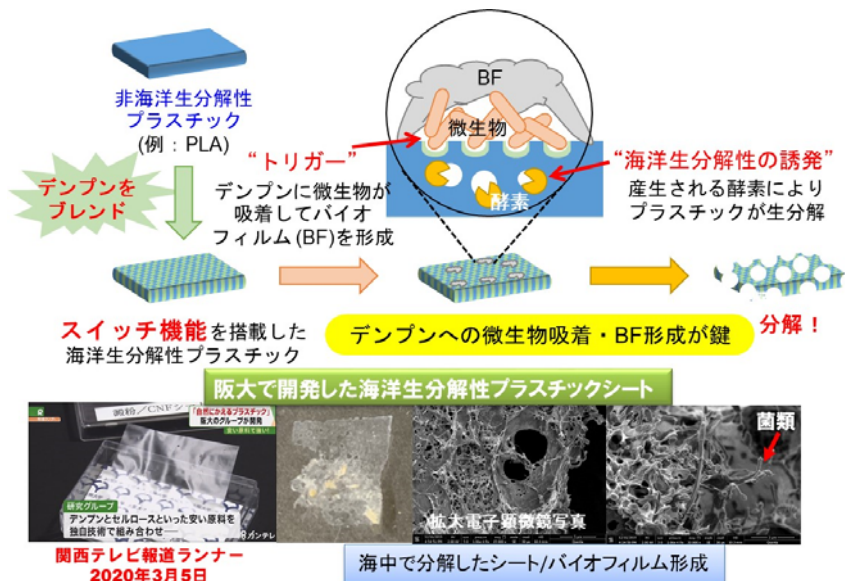 非海洋生分解性
プラスチック
(例：PLA)
デンプンを
ブレンド
BF
微生物
酵素
“トリガー”
デンプンに微生物が
吸着してバイオ
フィルム(BF)を形成
“海洋生分解性の誘発”
産生される酵素により
プラスチックが生分解
スイッチ機能を搭載した
海洋生分解性プラスチック
デンプンへの微生物吸着・BF形成が鍵
分解！
阪大で開発した海洋生分解性プラスチックシート
「自然にかえるプラスチック」
阪大のグループが開発
研究グループ
デンプンとセルロースといった安い原料を
独自技術で組み合わせ──
カンテレ
拡大電子顕微鏡写真
菌類
関西テレビ報道ランナー
2020年3月5日
海中で分解したシート/バイオフィルム形成